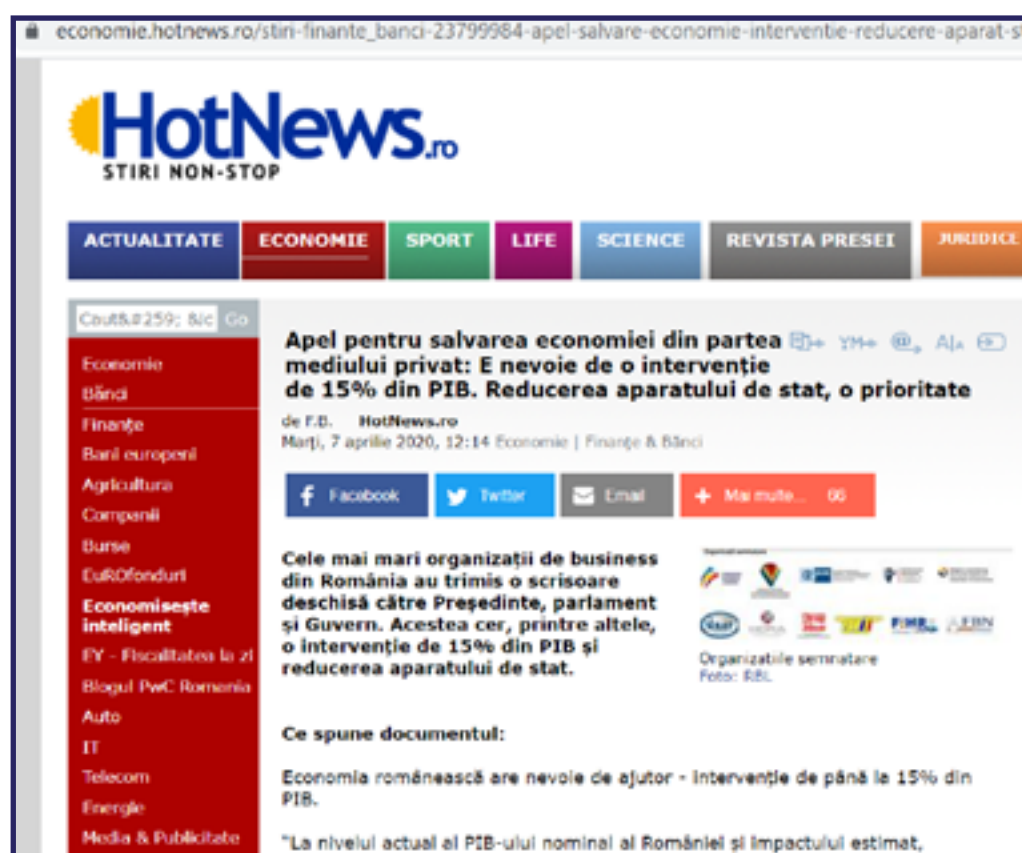 economie.hotnews.ro/stiri-finante_banci-23799984-apel-salvare-economie-interventie-reducere-aparat-s
HotNews.ro
STIRI NON-STOP
ACTUALITATE ECONOMIE SPORT LIFE SCIENCE REVISTA PRESEI JURIDICE
Caut&#259; &ic Go
Economie
Bănci
Finanțe
Bani europeni
Agricultura
Companii
Burse
EuROfonduri
Economisește
inteligent
EY - Fiscalitatea la zi
Blogul PwC Romania
Auto
IT
Telecom
Energie
Media & Publicitate
Apel pentru salvarea economiei din partea
mediului privat: E nevoie de o intervenție
de 15% din PIB. Reducerea aparatului de stat, o prioritate
de F.B. HotNews.ro
Marți, 7 aprilie 2020, 12:14 Economie | Finanțe & Bănci
Facebook Twitter Email Mai multe... 66
Cele mai mari organizații de business
din România au trimis o scrisoare
deschisă către Președinte, parlament
și Guvern. Acestea cer, printre altele,
o intervenție de 15% din PIB și
reducerea aparatului de stat.
Organizatiile semnatare
Foto: RBL
Ce spune documentul:
Economia românească are nevoie de ajutor - intervenție de până la 15% din
PIB.
"La nivelul actual al PIB-ului nominal al României și impactului estimat,